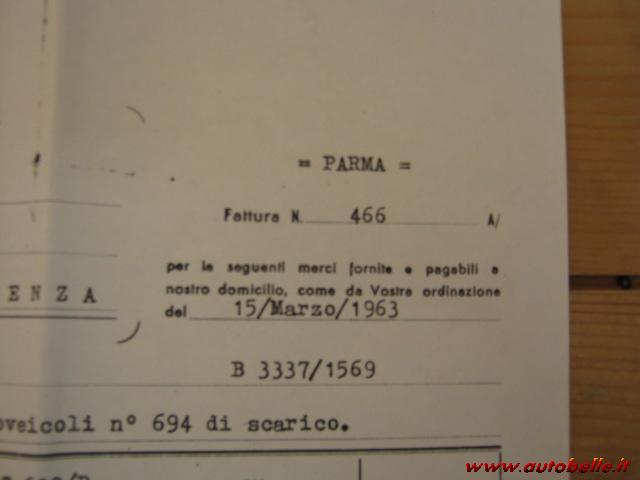 = PARMA =
Fattura N. 466 A/
per le seguenti merci fornite e pagabili a
nostro domicilio, come da Vostra ordinazione
ENZA
del 15/Marzo/1963
B 3337/1569
oveicoli n° 694 di scarico.
www.autobelle.it